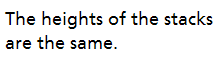 The heights of the stacks
are the same.